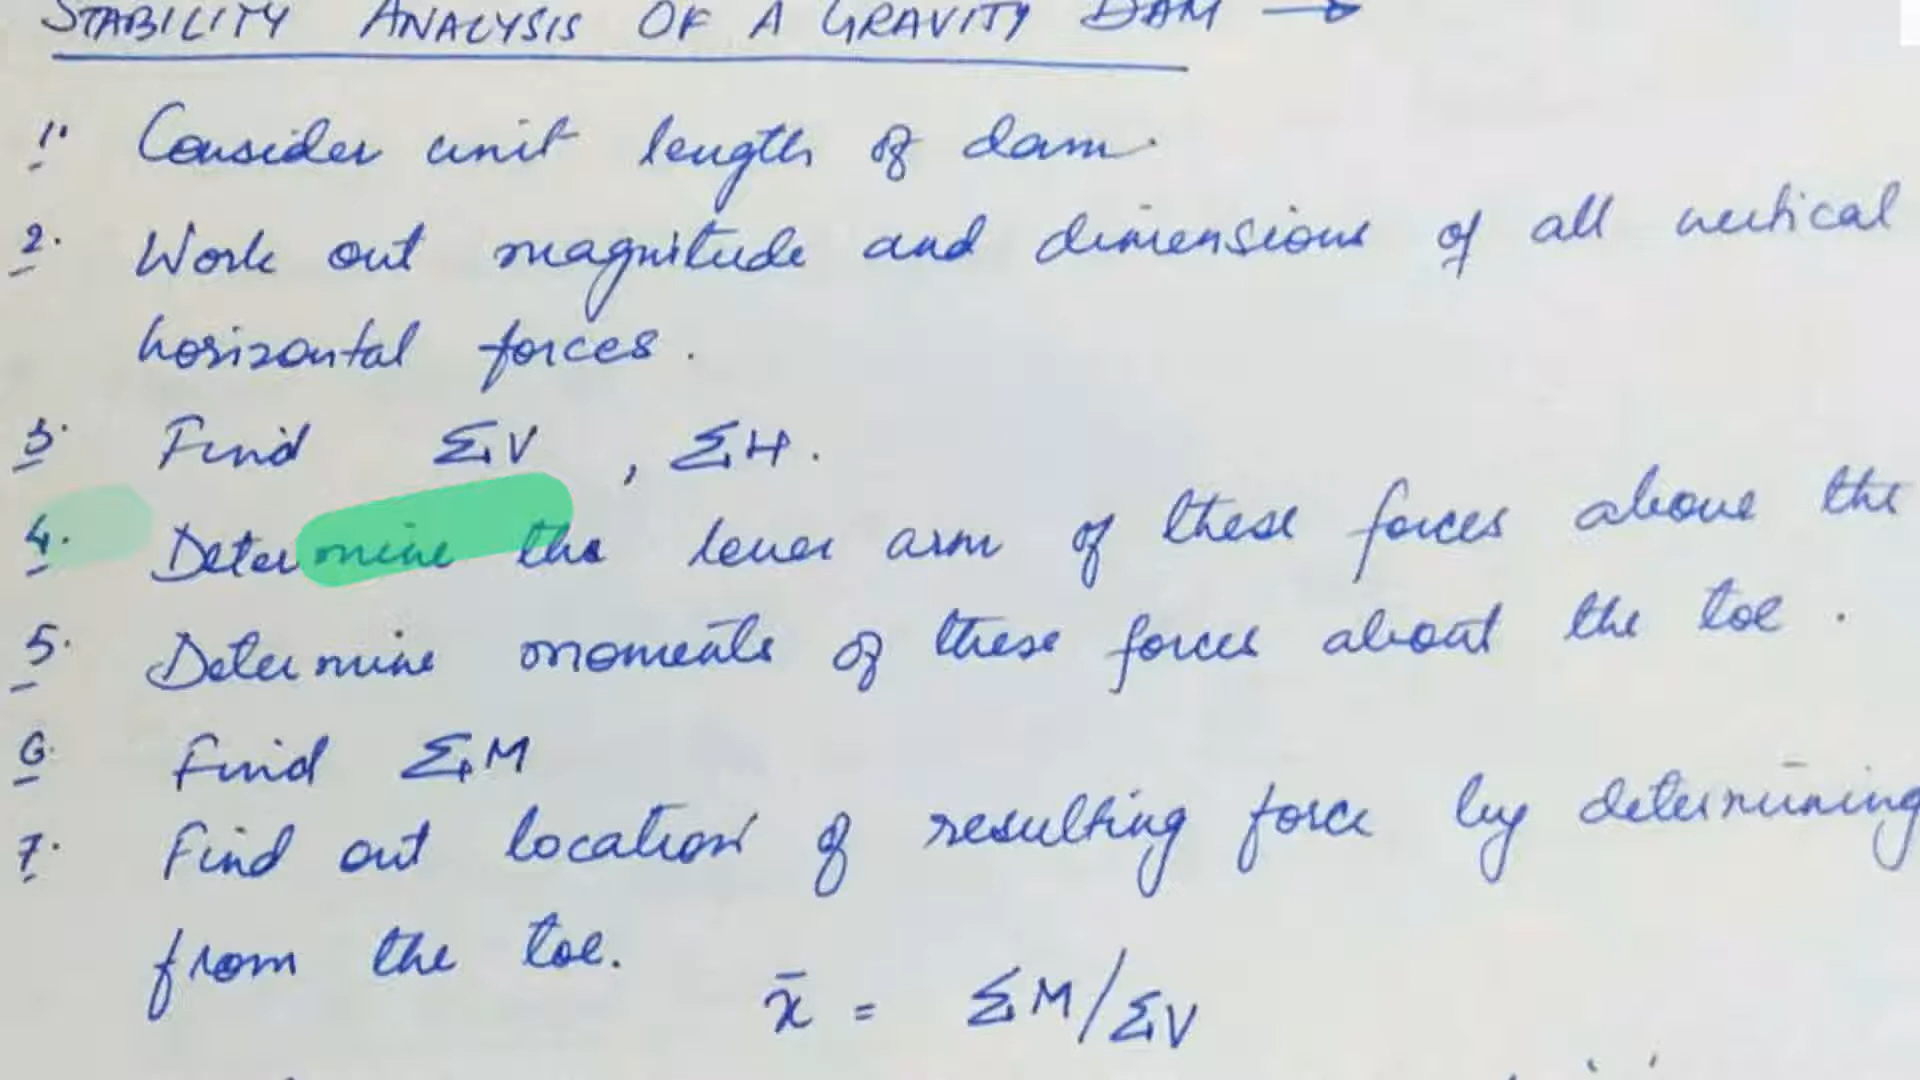 STABILITY ANALYSIS OF A GRAVITY DAM →
1. Consider unit length of dam.
2. Work out magnitude and dimensions of all vertical
horizontal forces.
3. Find ΣV, ΣH.
4. Determine the lever arm of these forces above the
5. Determine moments of these forces about the toe.
6. Find ΣM
7. Find out location of resulting force by determining
from the toe.
x̄ = ΣM/ΣV